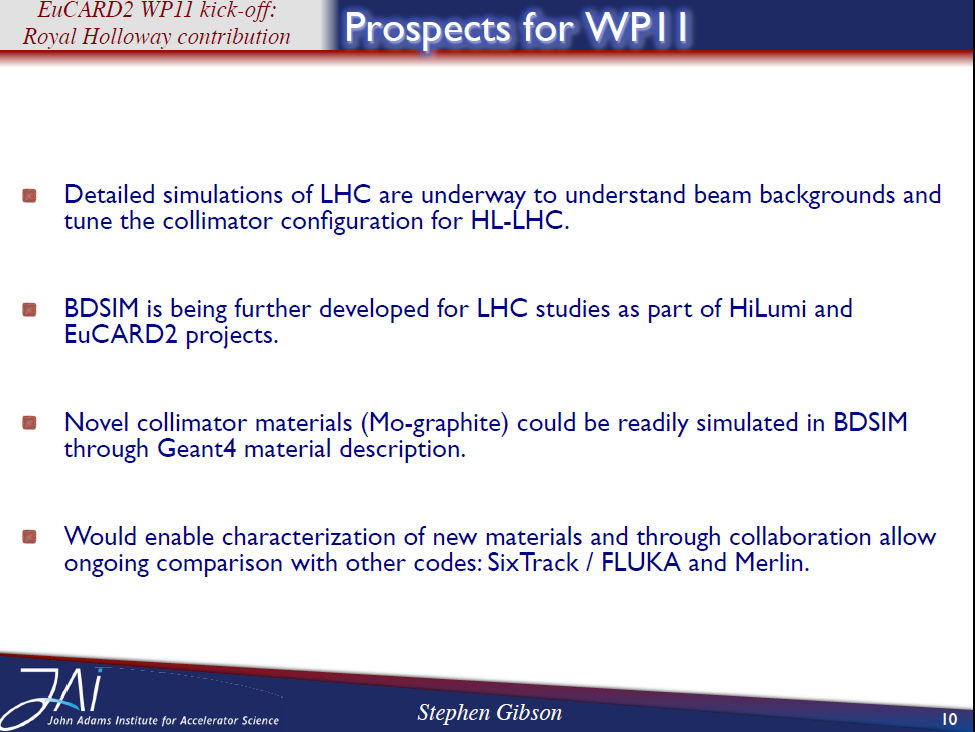 EuCARD2 WP11 kick-off:
Royal Holloway contribution
Prospects for WP11
Detailed simulations of LHC are underway to understand beam backgrounds and
tune the collimator configuration for HL-LHC.
BDSIM is being further developed for LHC studies as part of HiLumi and
EuCARD2 projects.
Novel collimator materials (Mo-graphite) could be readily simulated in BDSIM
through Geant4 material description.
Would enable characterization of new materials and through collaboration allow
ongoing comparison with other codes: SixTrack / FLUKA and Merlin.
JAi
John Adams Institute for Accelerator Science
Stephen Gibson
10